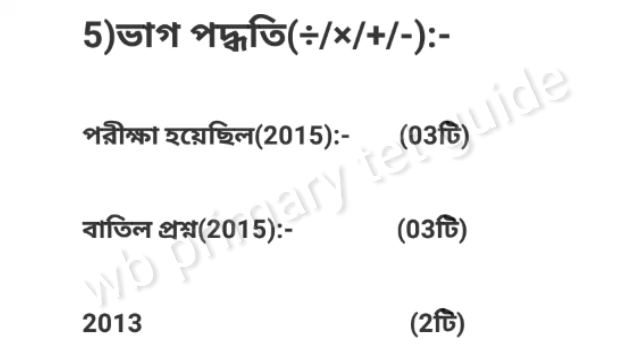 5)ভাগ পদ্ধতি(÷/×/+/-):-
পরীক্ষা হয়েছিল(2015):- (03টি)
বাতিল প্রশ্ন(2015):- (03টি)
2013 (2টি)
wb primary tet guide